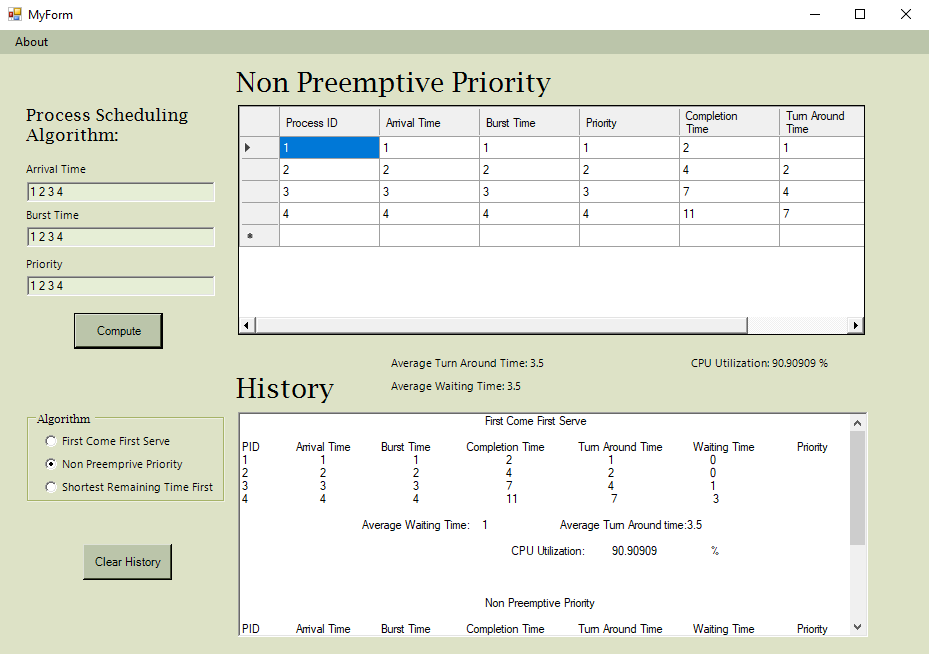 MyForm
About
Process Scheduling
Algorithm:
Arrival Time
1 2 3 4
Burst Time
1 2 3 4
Priority
1 2 3 4
Compute
Algorithm
First Come First Serve
Non Preemprive Priority
Shortest Remaining Time First
Clear History
Non Preemptive Priority
Process ID Arrival Time Burst Time Priority Completion Time Turn Around Time
1 1 1 1 2 1
2 2 2 2 4 2
3 3 3 3 7 4
4 4 4 4 11 7
Average Turn Around Time: 3.5 CPU Utilization: 90.90909 %
Average Waiting Time: 3.5
History
First Come First Serve
PID Arrival Time Burst Time Completion Time Turn Around Time Waiting Time Priority
1 1 1 2 1 0
2 2 2 4 2 0
3 3 3 7 4 1
4 4 4 11 7 3
Average Waiting Time: 1 Average Turn Around time:3.5
CPU Utilization: 90.90909 %
Non Preemptive Priority
PID Arrival Time Burst Time Completion Time Turn Around Time Waiting Time Priority